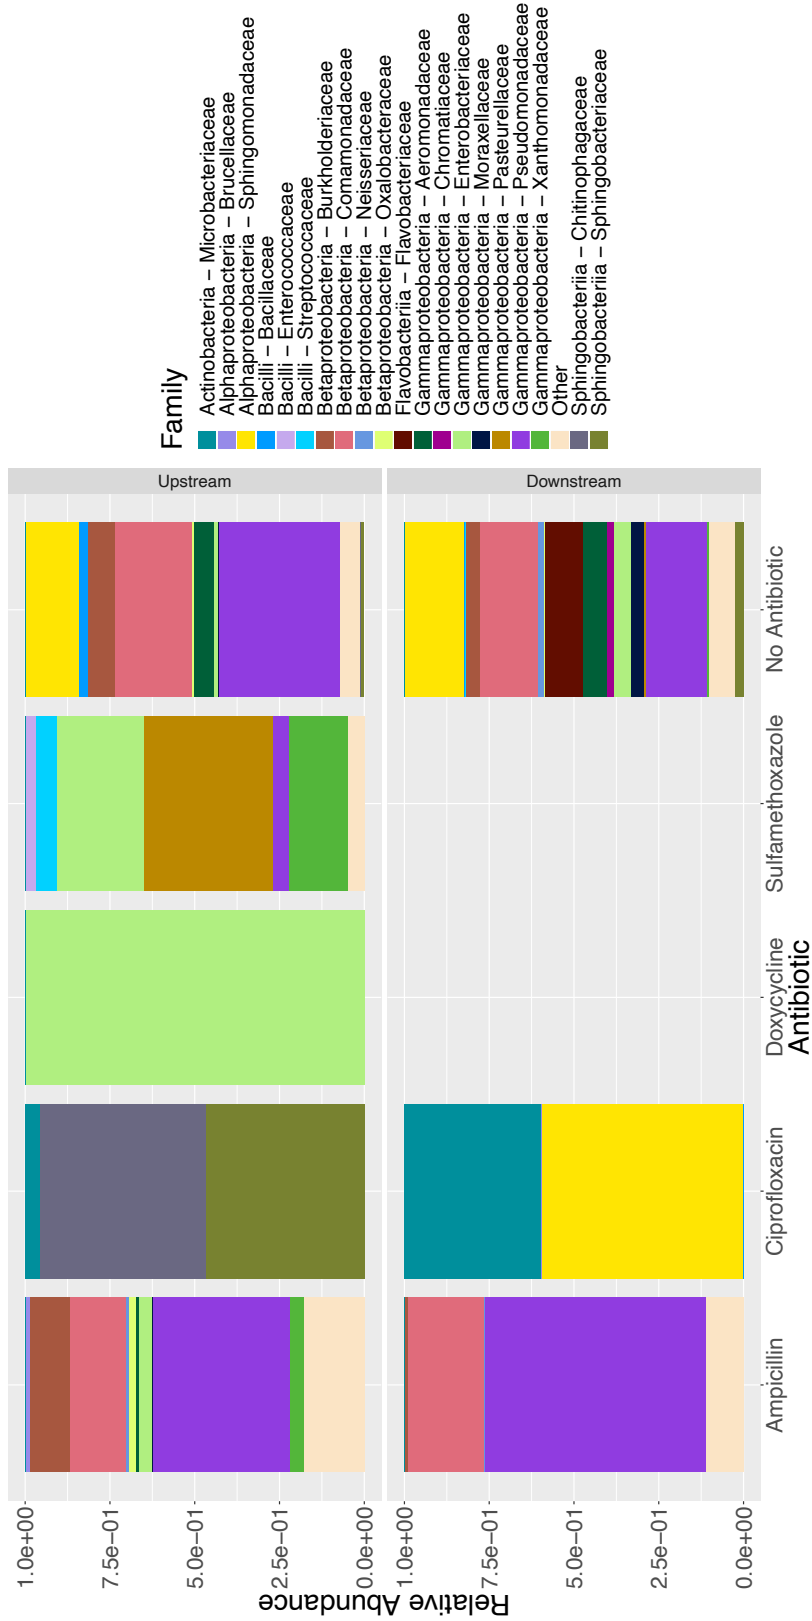 Family
Actinobacteria − Microbacteriaceae
Alphaproteobacteria − Brucellaceae
Alphaproteobacteria − Sphingomonadaceae
Bacilli − Bacillaceae
Bacilli − Enterococcaceae
Bacilli − Streptococcaceae
Betaproteobacteria − Burkholderiaceae
Betaproteobacteria − Comamonadaceae
Betaproteobacteria − Neisseriaceae
Betaproteobacteria − Oxalobacteraceae
Flavobacteriia − Flavobacteriaceae
Gammaproteobacteria − Aeromonadaceae
Gammaproteobacteria − Chromatiaceae
Gammaproteobacteria − Enterobacteriaceae
Gammaproteobacteria − Moraxellaceae
Gammaproteobacteria − Pasteurellaceae
Gammaproteobacteria − Pseudomonadaceae
Gammaproteobacteria − Xanthomonadaceae
Other
Sphingobacteriia − Chitinophagaceae
Sphingobacteriia − Sphingobacteriaceae
Upstream
Downstream
1.0e+00
7.5e−01
5.0e−01
2.5e−01
0.0e+00
1.0e+00
7.5e−01
5.0e−01
2.5e−01
0.0e+00
Relative Abundance
Ampicillin
Ciprofloxacin
Doxycycline
Sulfamethoxazole
No Antibiotic
Antibiotic